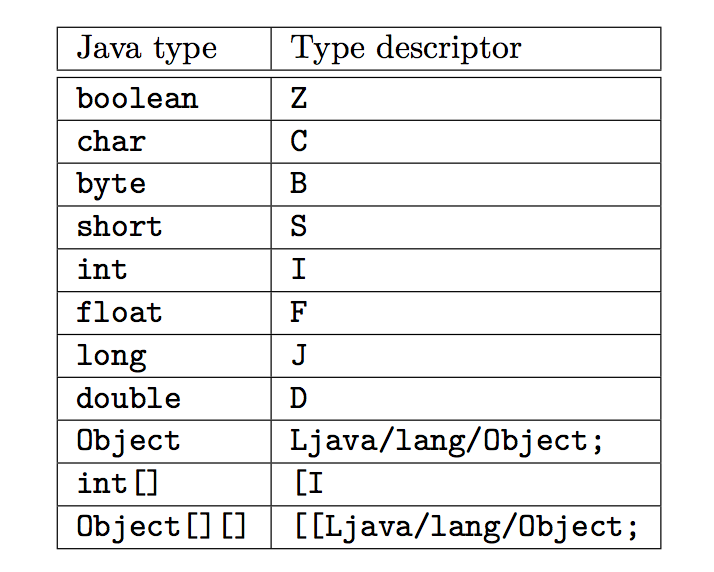 Java type Type descriptor
boolean Z
char C
byte B
short S
int I
float F
long J
double D
Object Ljava/lang/Object;
int[] [I
Object[][] [[Ljava/lang/Object;